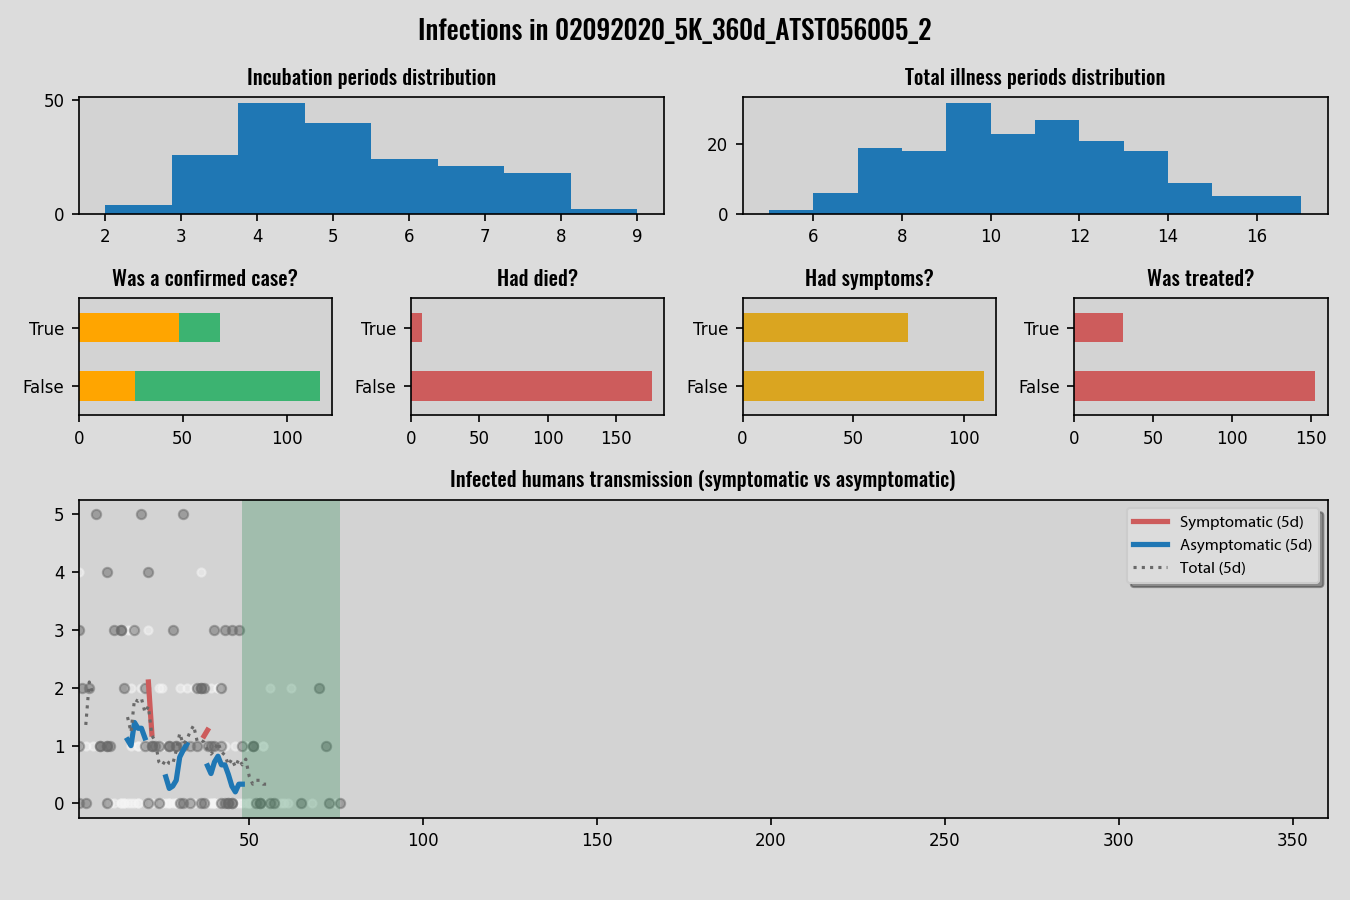 Infections in 02092020_5K_360d_ATST056005_2
Incubation periods distribution
50
0
2 3 4 5 6 7 8 9
Total illness periods distribution
20
0
6 8 10 12 14 16
Was a confirmed case?
True
False
0 50 100
Had died?
True
False
0 50 100 150
Had symptoms?
True
False
0 50 100
Was treated?
True
False
0 50 100 150
Infected humans transmission (symptomatic vs asymptomatic)
5
4
3
2
1
0
Symptomatic (5d)
Asymptomatic (5d)
Total (5d)
50 100 150 200 250 300 350